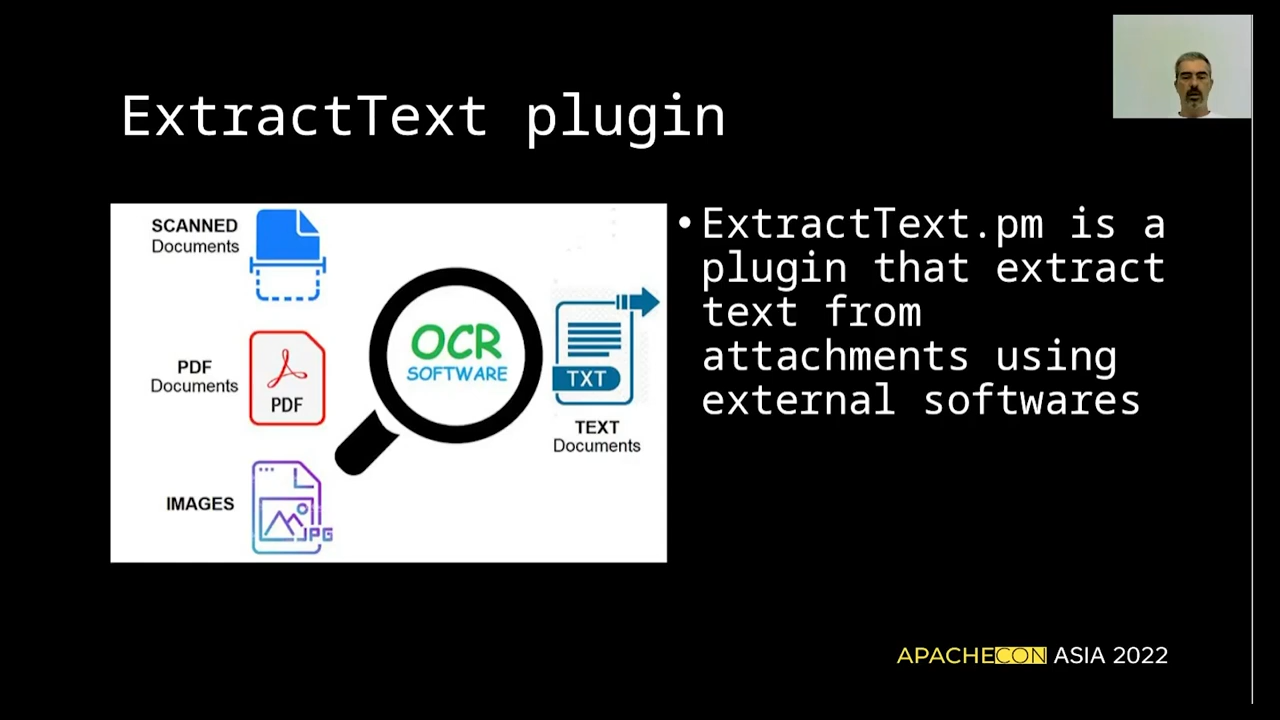 ExtractText plugin
SCANNED
Documents
PDF
Documents
PDF
IMAGES
JPG
OCR
SOFTWARE
TXT
TEXT
Documents
•ExtractText.pm is a
plugin that extract
text from
attachments using
external softwares
APACHECON ASIA 2022